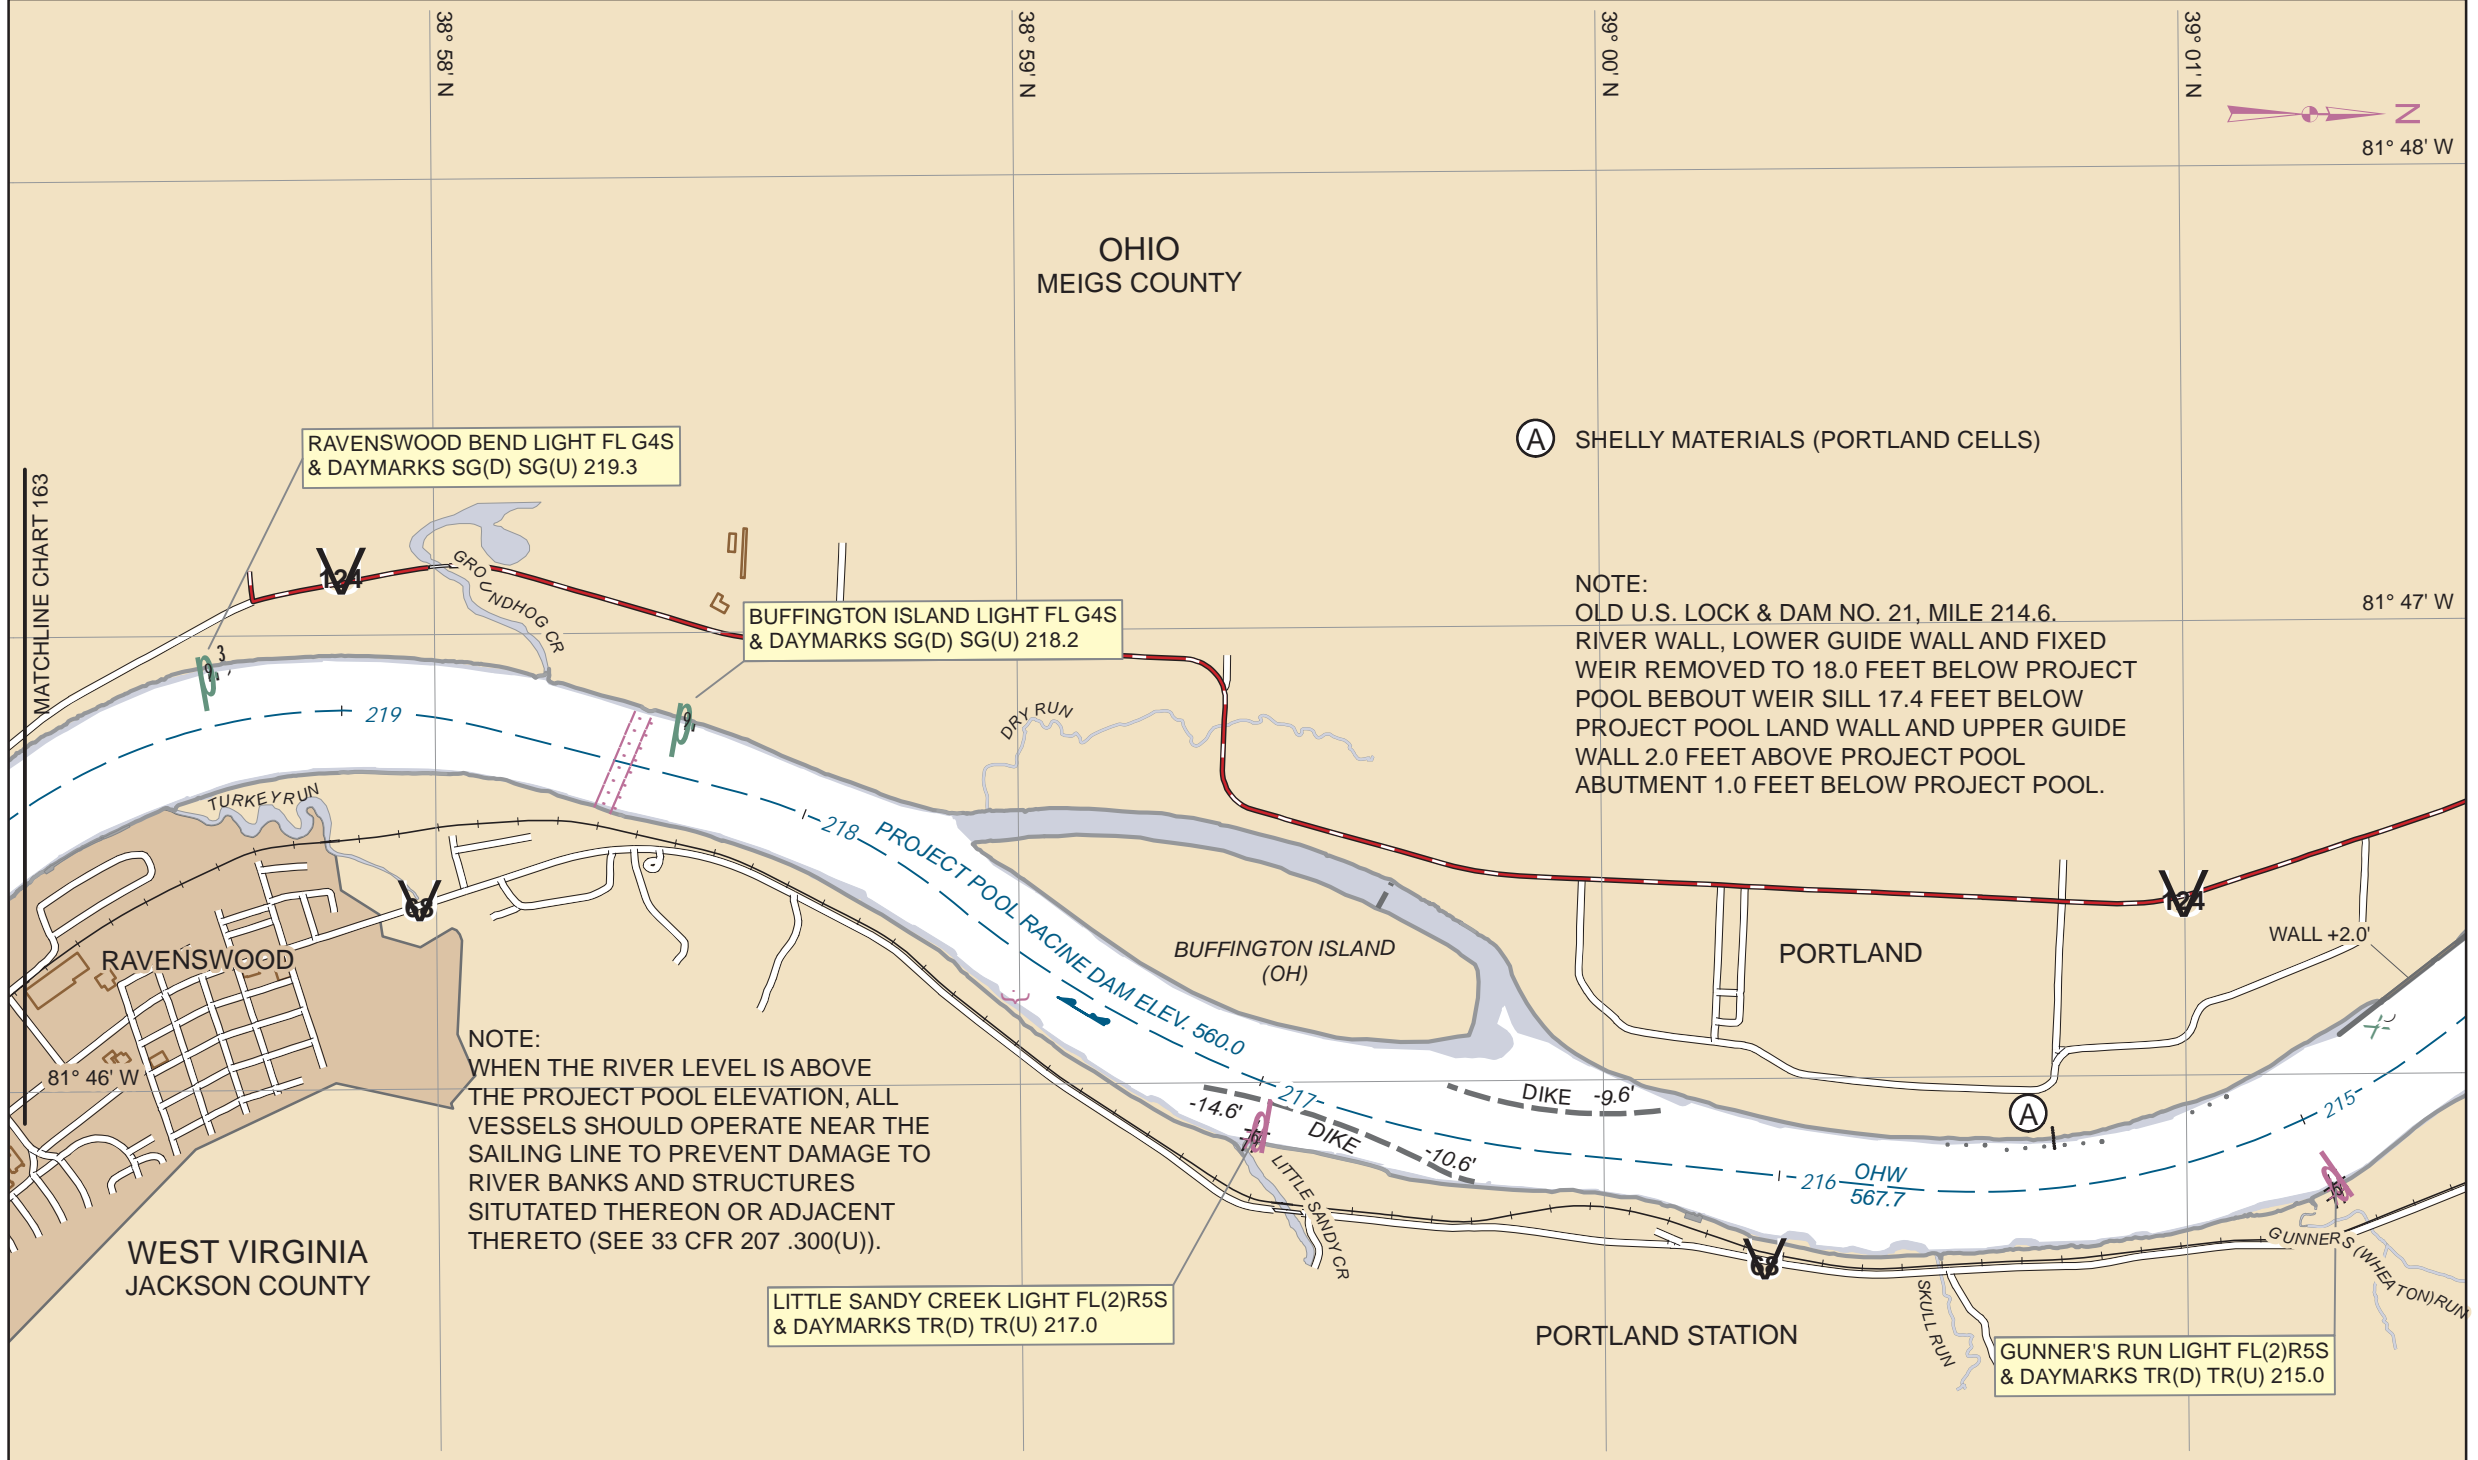 38° 58' N
38° 59' N
39° 00' N
39° 01' N
N
81° 48' W
OHIO
MEIGS COUNTY
RAVENSWOOD BEND LIGHT FL G4S
& DAYMARKS SG(D) SG(U) 219.3
A SHELLY MATERIALS (PORTLAND CELLS)
MATCHLINE CHART 163
124
GROUNDHOG CR
BUFFINGTON ISLAND LIGHT FL G4S
& DAYMARKS SG(D) SG(U) 218.2
NOTE:
OLD U.S. LOCK & DAM NO. 21, MILE 214.6.
RIVER WALL, LOWER GUIDE WALL AND FIXED
WEIR REMOVED TO 18.0 FEET BELOW PROJECT
POOL BEBOUT WEIR SILL 17.4 FEET BELOW
PROJECT POOL LAND WALL AND UPPER GUIDE
WALL 2.0 FEET ABOVE PROJECT POOL
ABUTMENT 1.0 FEET BELOW PROJECT POOL.
81° 47' W
219
DRY RUN
TURKEY RUN
218
PROJECT POOL RACINE DAM ELEV. 560.0
68
124
RAVENSWOOD
BUFFINGTON ISLAND
(OH)
PORTLAND
WALL +2.0'
81° 46' W
NOTE:
WHEN THE RIVER LEVEL IS ABOVE
THE PROJECT POOL ELEVATION, ALL
VESSELS SHOULD OPERATE NEAR THE
SAILING LINE TO PREVENT DAMAGE TO
RIVER BANKS AND STRUCTURES
SITUTATED THEREON OR ADJACENT
THERETO (SEE 33 CFR 207 .300(U)).
217
-14.6'
DIKE
-10.6'
DIKE -9.6'
A
215
216
OHW
567.7
LITTLE SANDY CR
68
GUNNER'S (WHEATON) RUN
WEST VIRGINIA
JACKSON COUNTY
LITTLE SANDY CREEK LIGHT FL(2)R5S
& DAYMARKS TR(D) TR(U) 217.0
PORTLAND STATION
SKULL RUN
GUNNER'S RUN LIGHT FL(2)R5S
& DAYMARKS TR(D) TR(U) 215.0